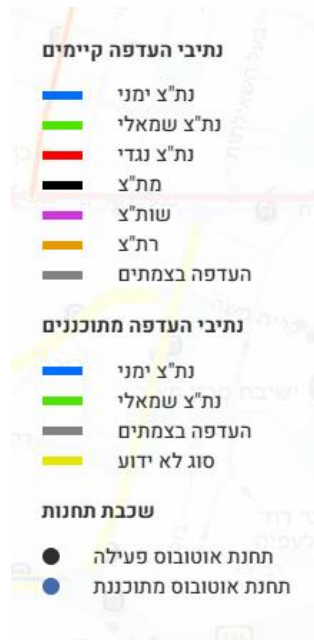 נתיבי העדפה קיימים
נת"צ ימני
נת"צ שמאלי
נת"צ נגדי
מת"צ
שות"צ
רת"צ
העדפה בצמתים
נתיבי העדפה מתוכננים
נת"צ ימני
נת"צ שמאלי
העדפה בצמתים
סוג לא ידוע
שכבת תחנות
תחנת אוטובוס פעילה
תחנת אוטובוס מתוכננת